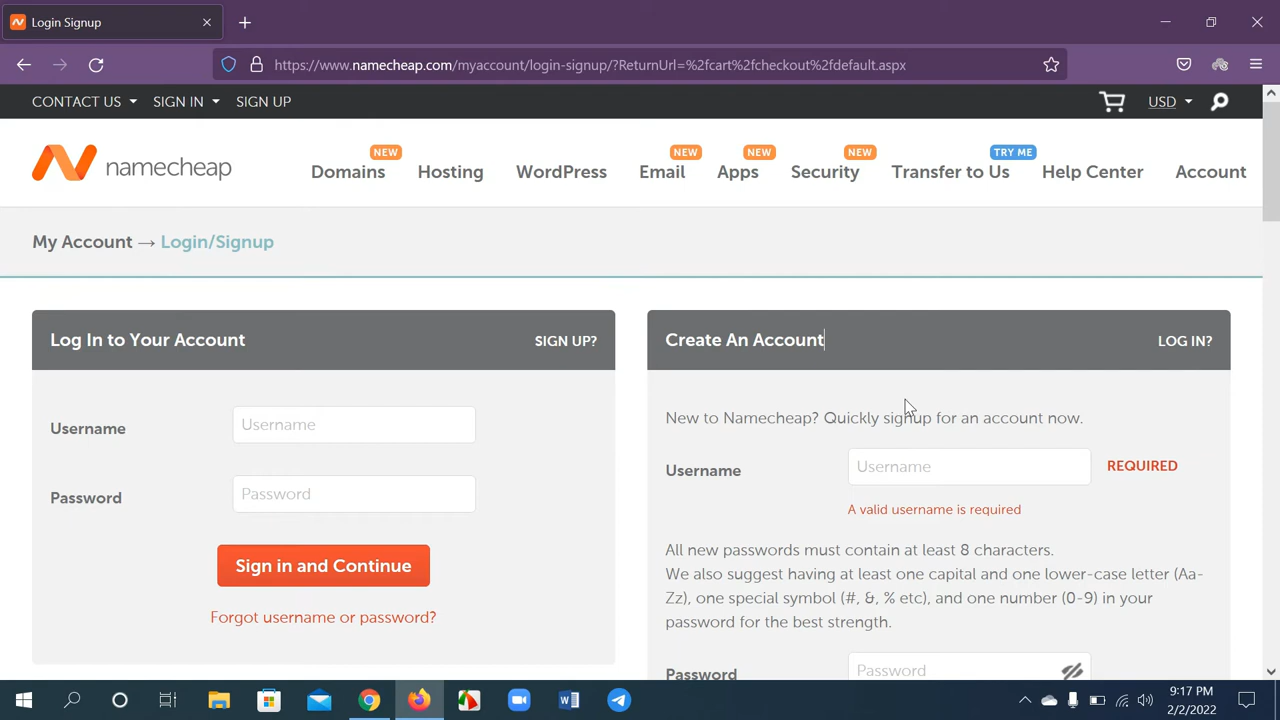 Login Signup
https://www.namecheap.com/myaccount/login-signup/?ReturnUrl=%2fcart%2fcheckout%2fdefault.aspx
CONTACT US SIGN IN SIGN UP USD
NEW NEW NEW NEW TRY ME
namecheap Domains Hosting WordPress Email Apps Security Transfer to Us Help Center Account
My Account → Login/Signup
Log In to Your Account SIGN UP?
Username Username
Password Password
Sign in and Continue
Forgot username or password?
Create An Account LOG IN?
New to Namecheap? Quickly signup for an account now.
Username Username REQUIRED
A valid username is required
All new passwords must contain at least 8 characters.
We also suggest having at least one capital and one lower-case letter (Aa-
Zz), one special symbol (#, &, % etc), and one number (0-9) in your
password for the best strength.
Password Password
9:17 PM
2/2/2022